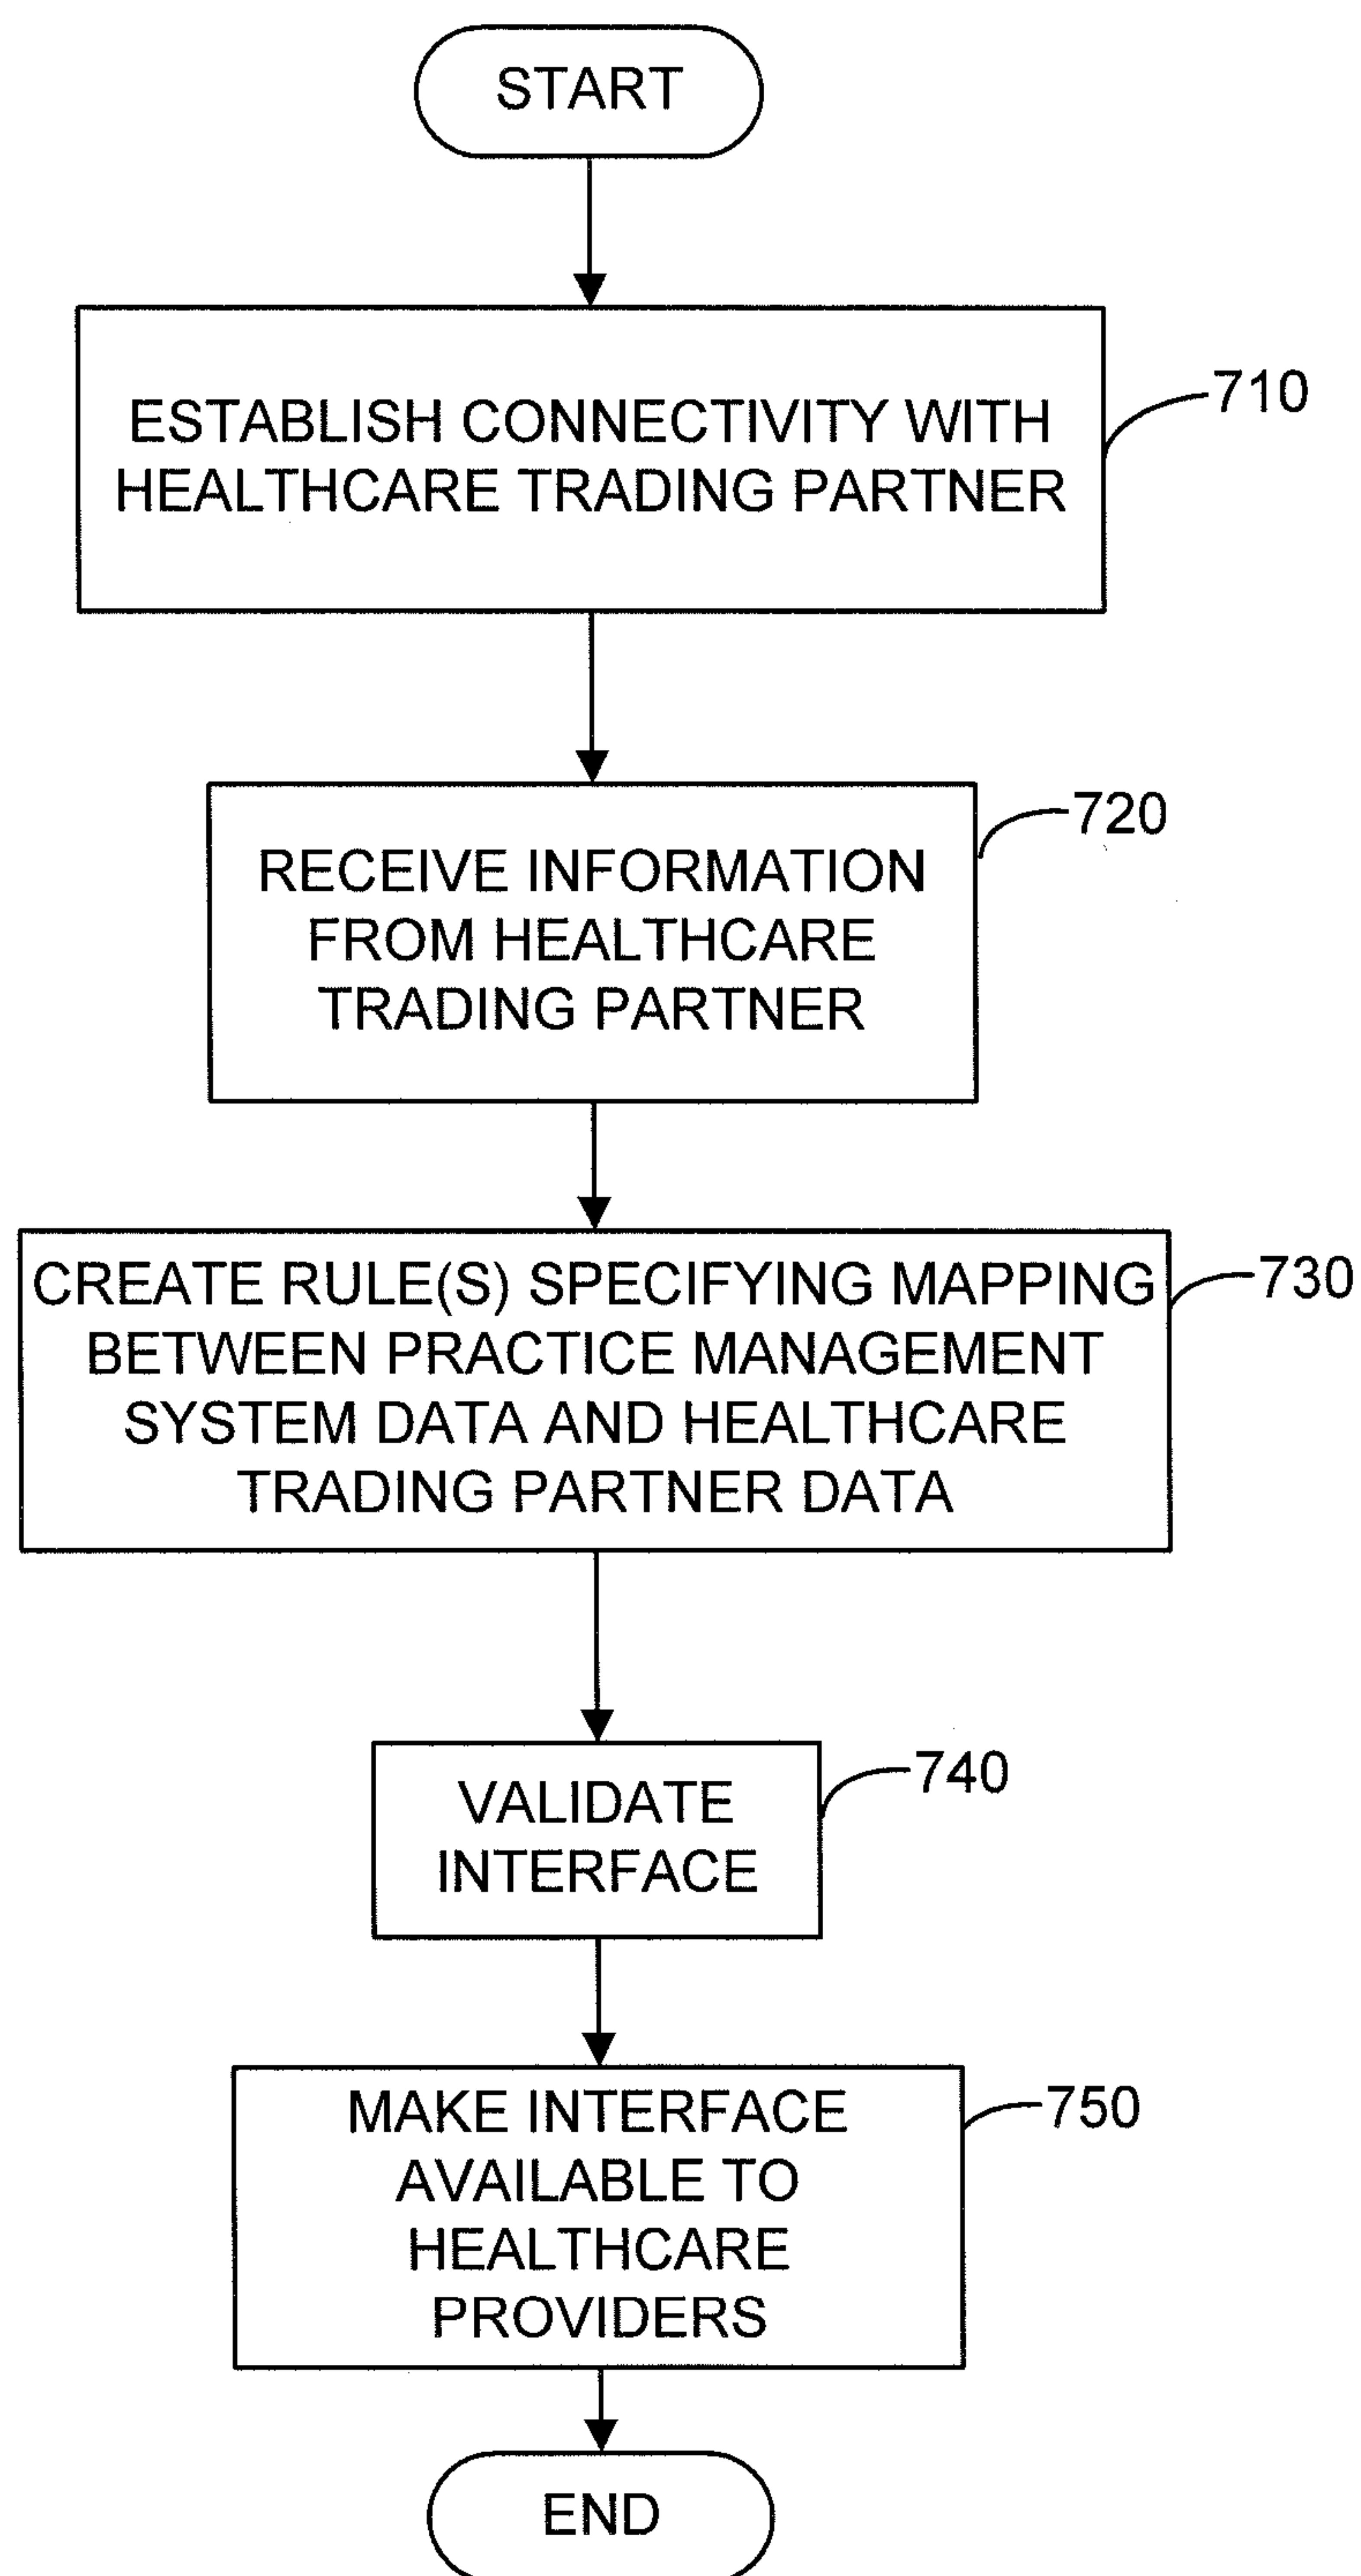 START
ESTABLISH CONNECTIVITY WITH
HEALTHCARE TRADING PARTNER
710
RECEIVE INFORMATION
FROM HEALTHCARE
TRADING PARTNER
720
CREATE RULE(S) SPECIFYING MAPPING
BETWEEN PRACTICE MANAGEMENT
SYSTEM DATA AND HEALTHCARE
TRADING PARTNER DATA
730
VALIDATE
INTERFACE
740
MAKE INTERFACE
AVAILABLE TO
HEALTHCARE
PROVIDERS
750
END